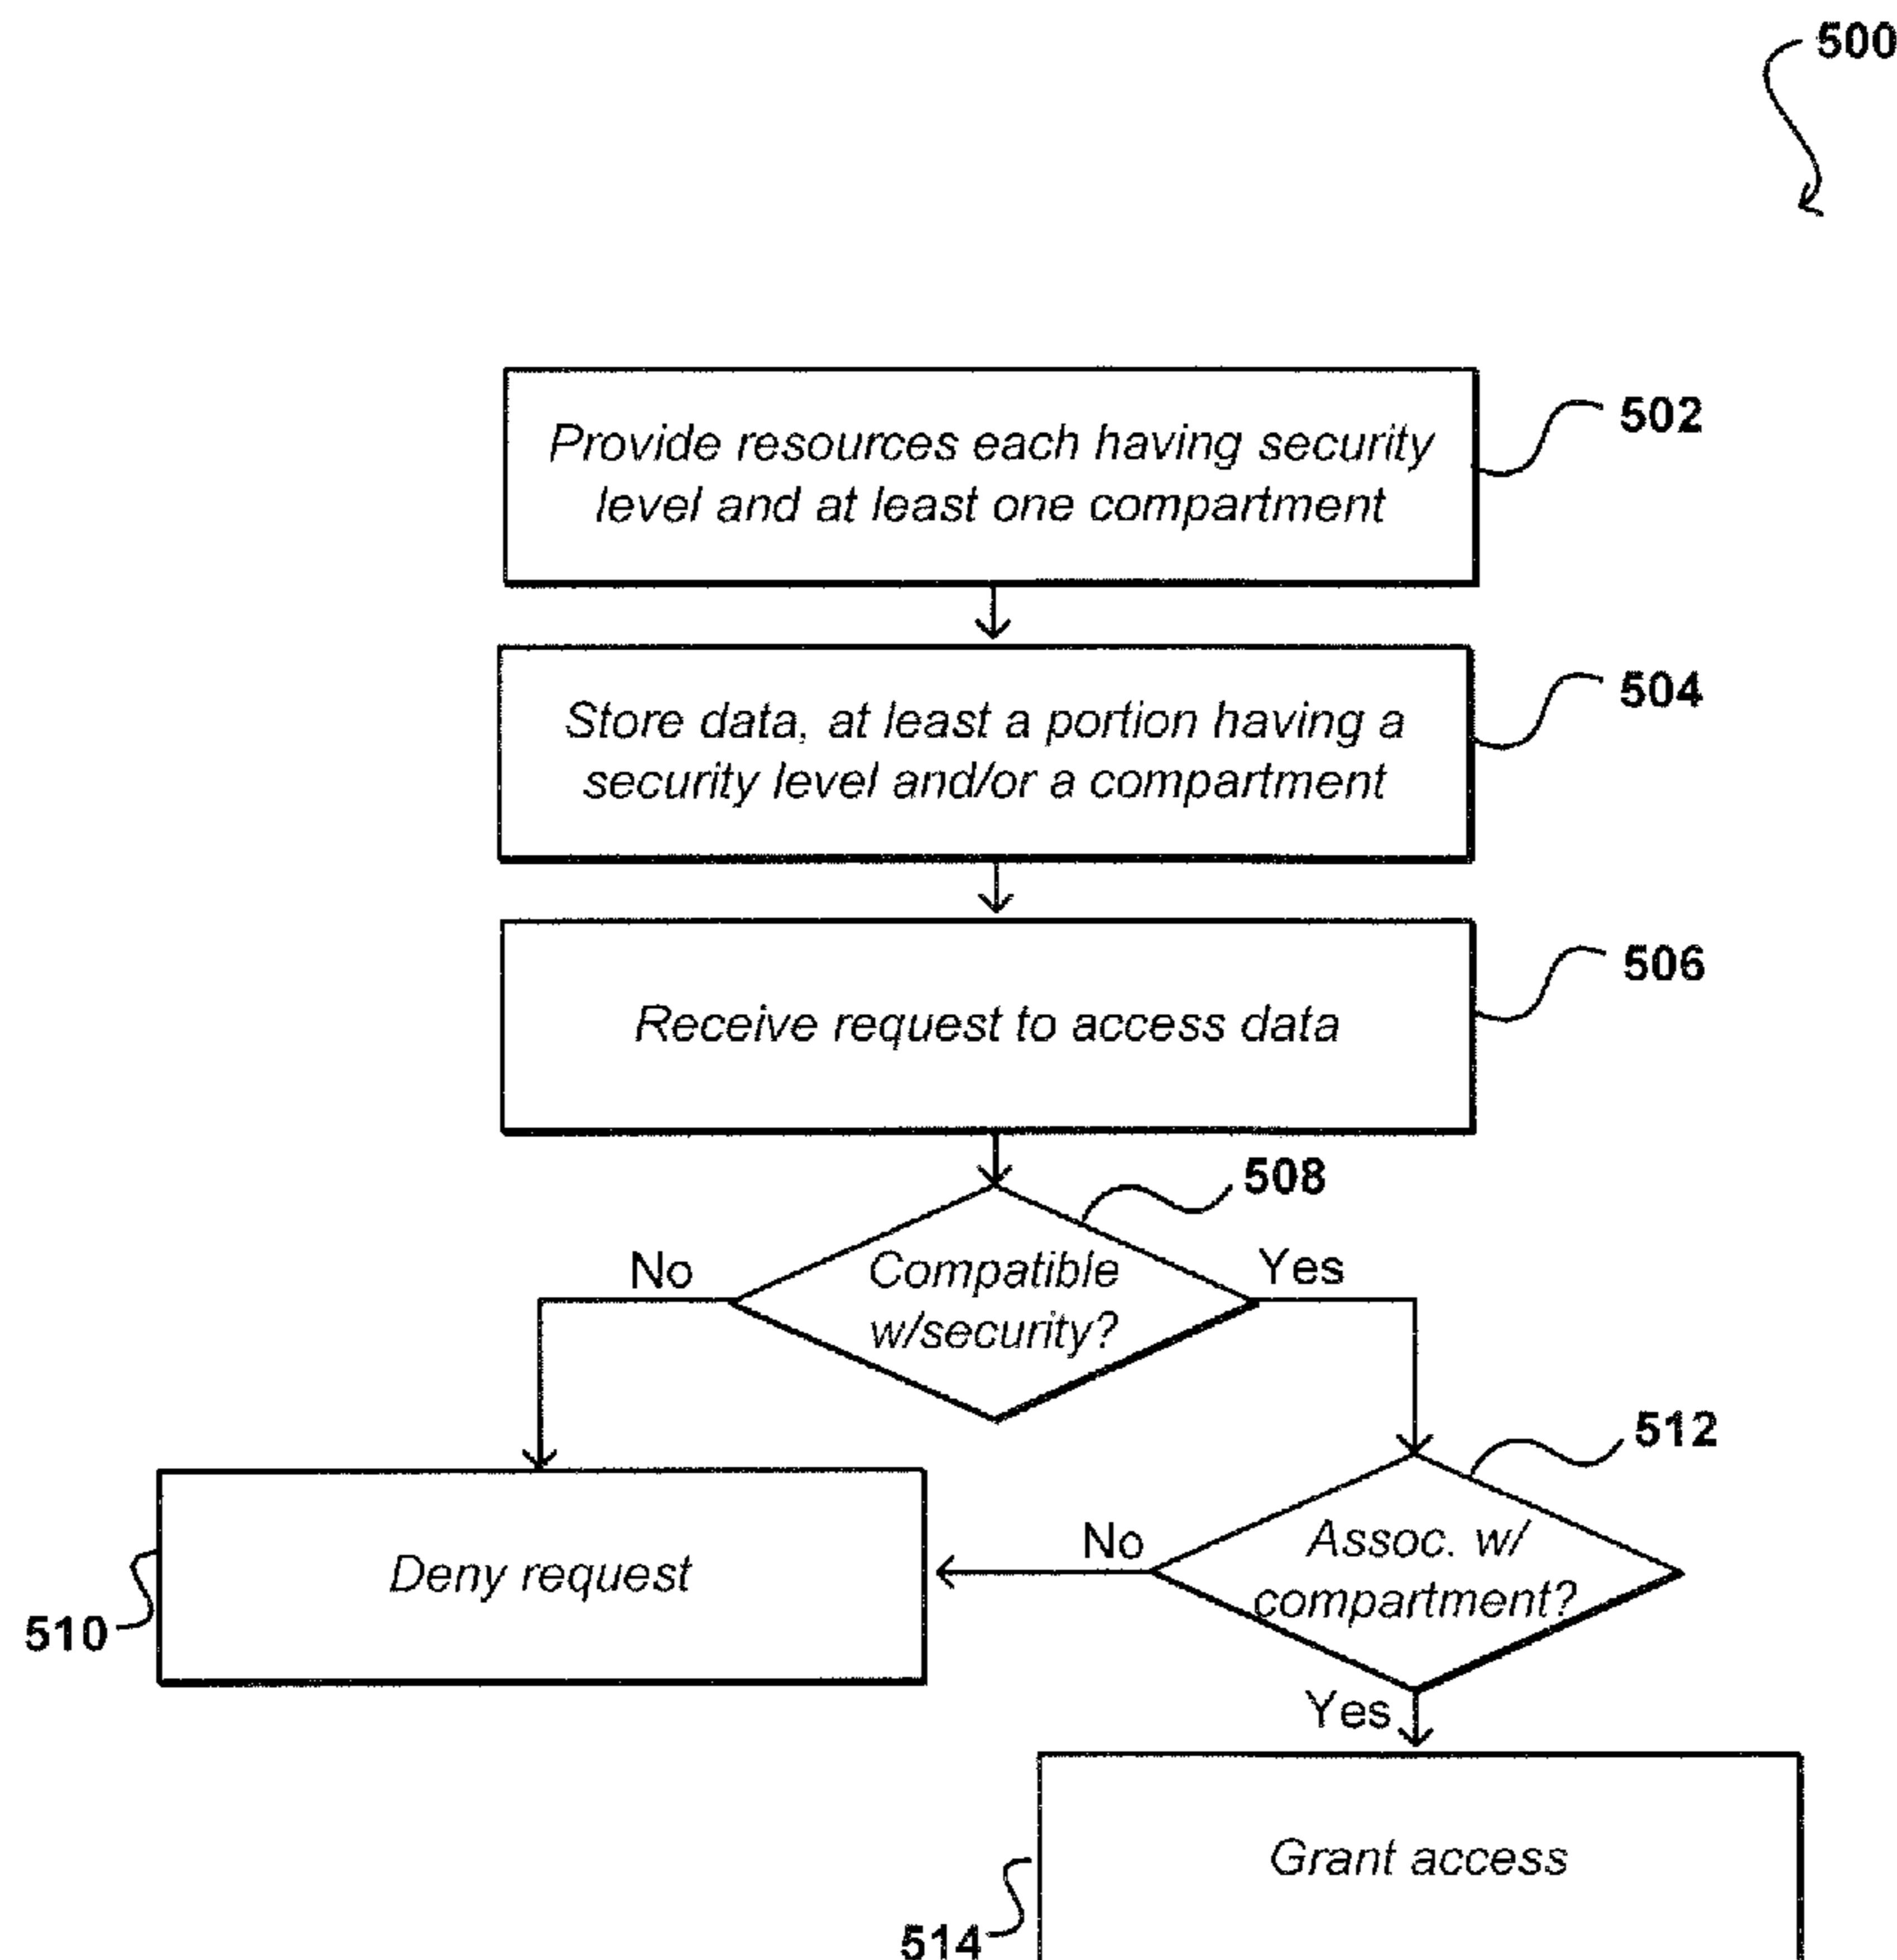 500
Provide resources each having security
level and at least one compartment
502
Store data, at least a portion having a
security level and/or a compartment
504
Receive request to access data
506
508
No
Compatible
w/security?
Yes
512
Deny request
510
No
Assoc. w/
compartment?
Yes
Grant access
514